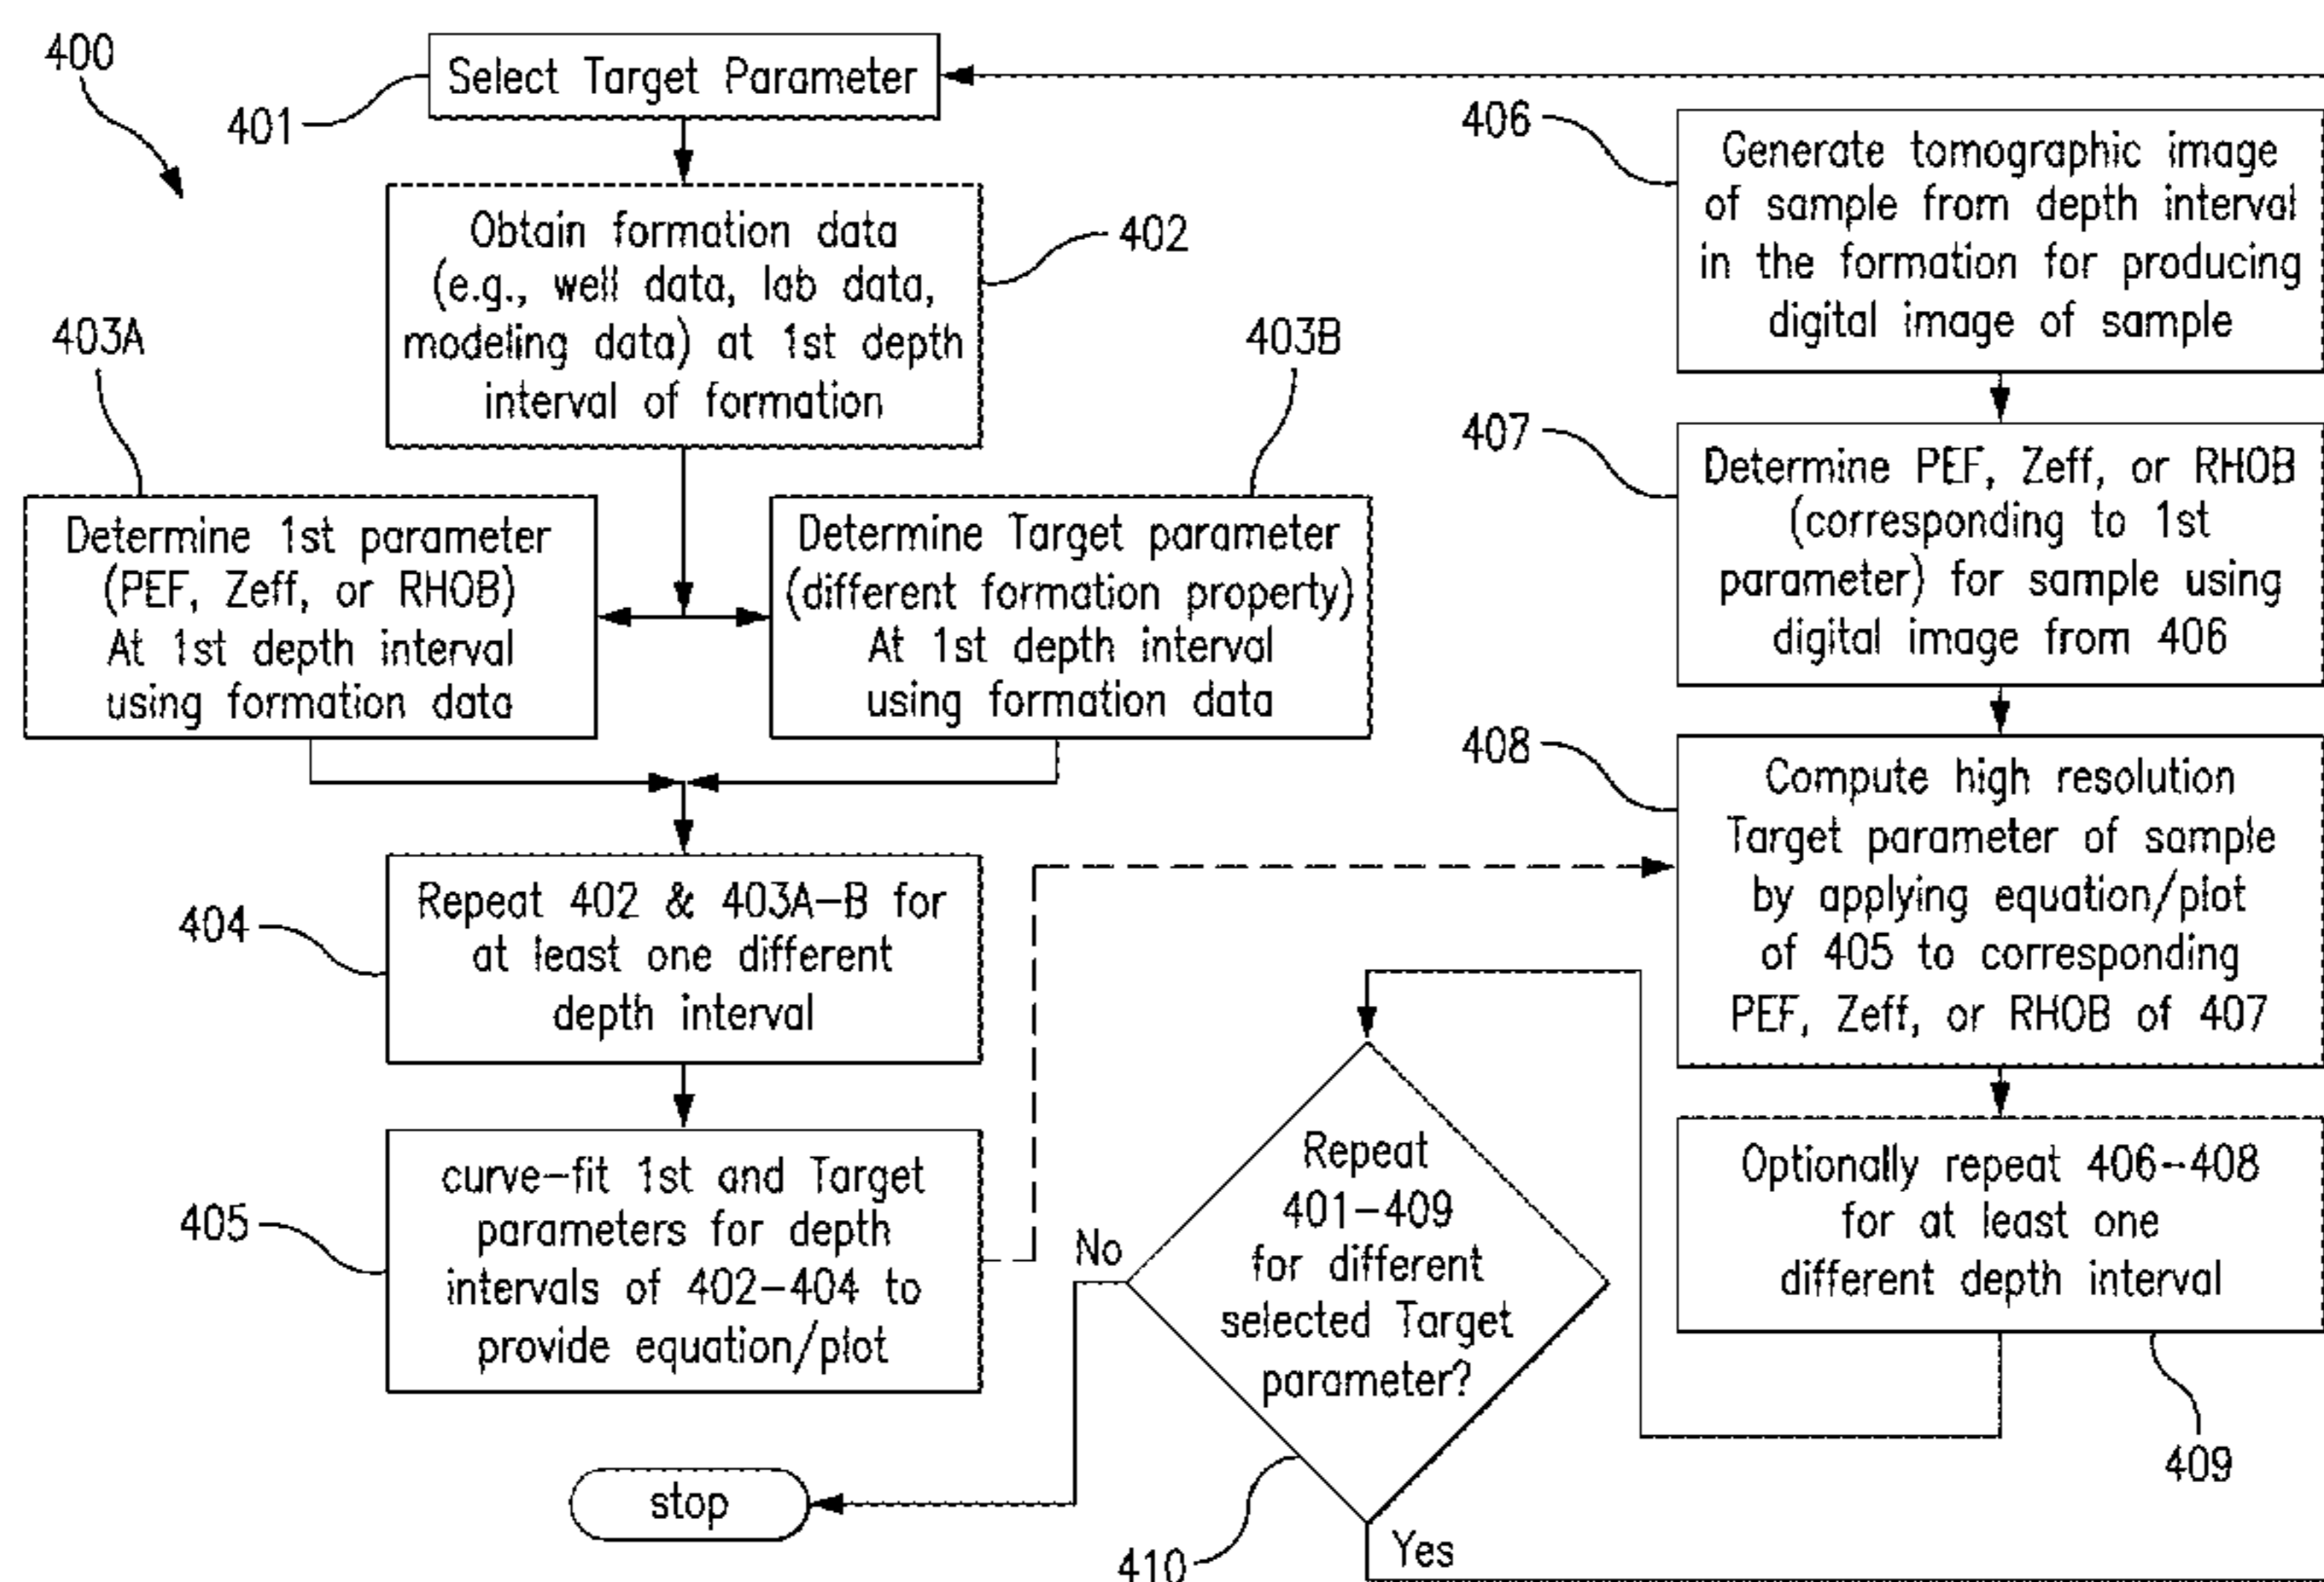 400
Select Target Parameter
401
Obtain formation data
(e.g., well data, lab data,
modeling data) at 1st depth
interval of formation
402
403A
Determine 1st parameter
(PEF, Zeff, or RHOB)
At 1st depth interval
using formation data
403B
Determine Target parameter
(different formation property)
At 1st depth interval
using formation data
404
Repeat 402 & 403A-B for
at least one different
depth interval
405
curve-fit 1st and Target
parameters for depth
intervals of 402-404 to
provide equation/plot
406
Generate tomographic image
of sample from depth interval
in the formation for producing
digital image of sample
407
Determine PEF, Zeff, or RHOB
(corresponding to 1st
parameter) for sample using
digital image from 406
408
Compute high resolution
Target parameter of sample
by applying equation/plot
of 405 to corresponding
PEF, Zeff, or RHOB of 407
Optionally repeat 406-408
for at least one
different depth interval
409
Repeat
401-409
for different
selected Target
parameter?
No
stop
410
Yes